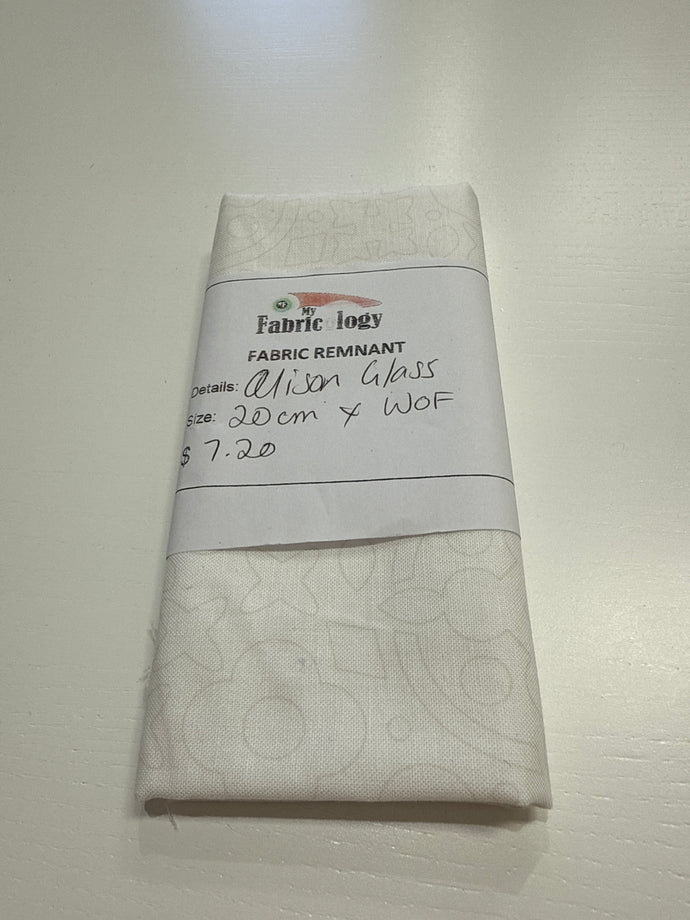 My
Fabricology
FABRIC REMNANT
Details: Alison Glass
Size: 20cm x WOF
$ 7.20